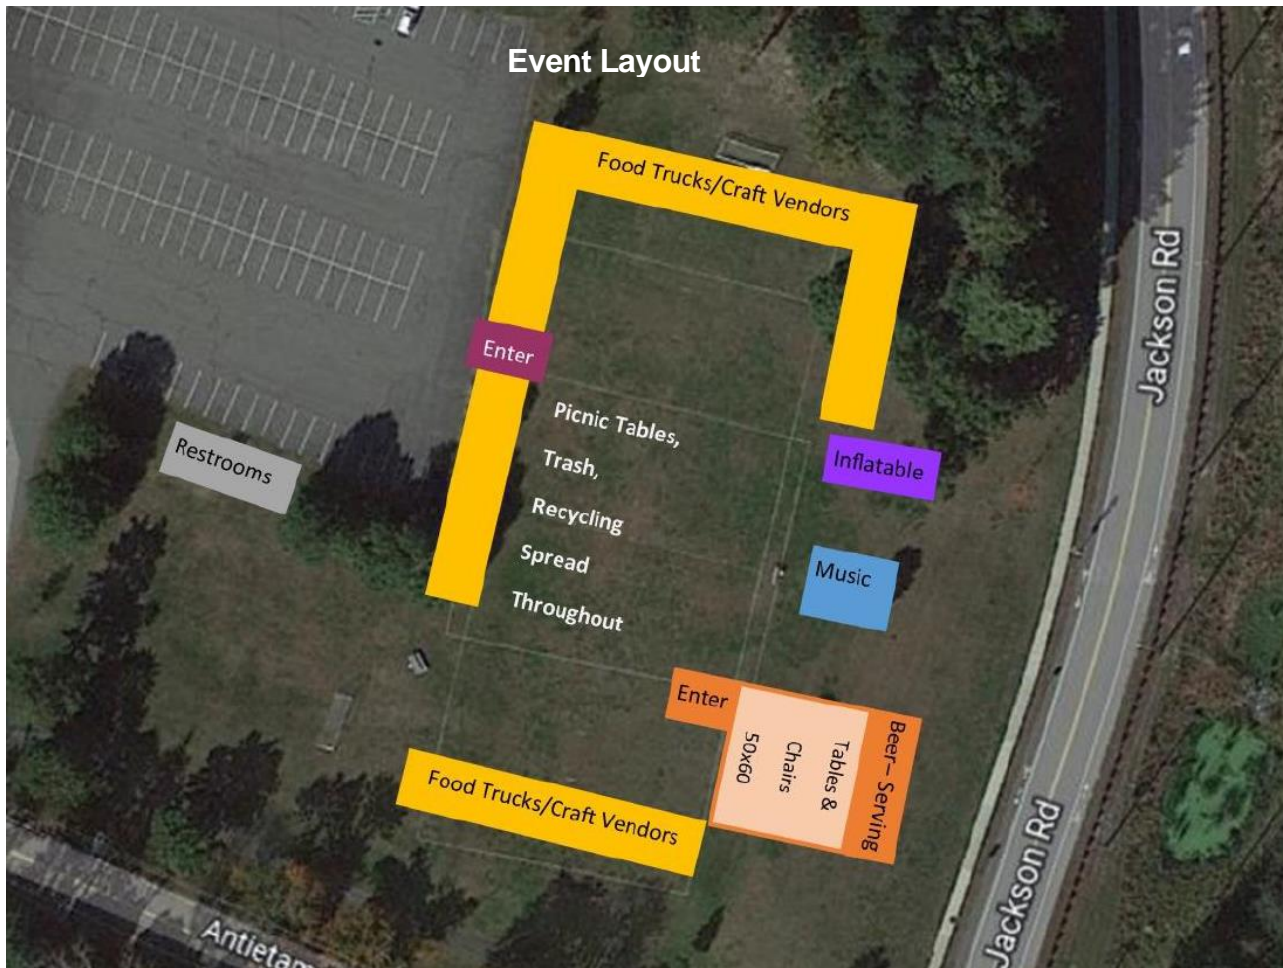 Event Layout
Food Trucks/Craft Vendors
Jackson Rd
Enter
Picnic Tables,
Trash,
Recycling
Spread
Throughout
Restrooms
Inflatable
Music
Enter
Tables &
Chairs
50x60
Beer– Serving
Food Trucks/Craft Vendors
Jackson Rd
Antietam